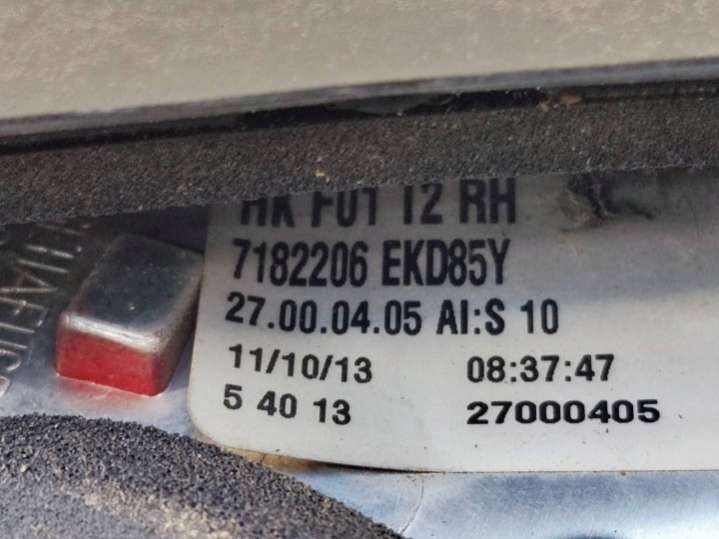 HK F01 12 RH
7182206 EKD85Y
27.00.04.05 AI:S 10
11/10/13 08:37:47
5 40 13 27000405